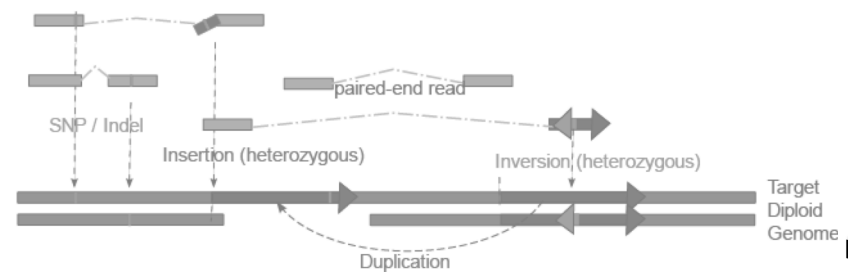 paired-end read
SNP / Indel
Insertion (heterozygous)
Inversion (heterozygous)
Target
Diploid
Genome
Duplication